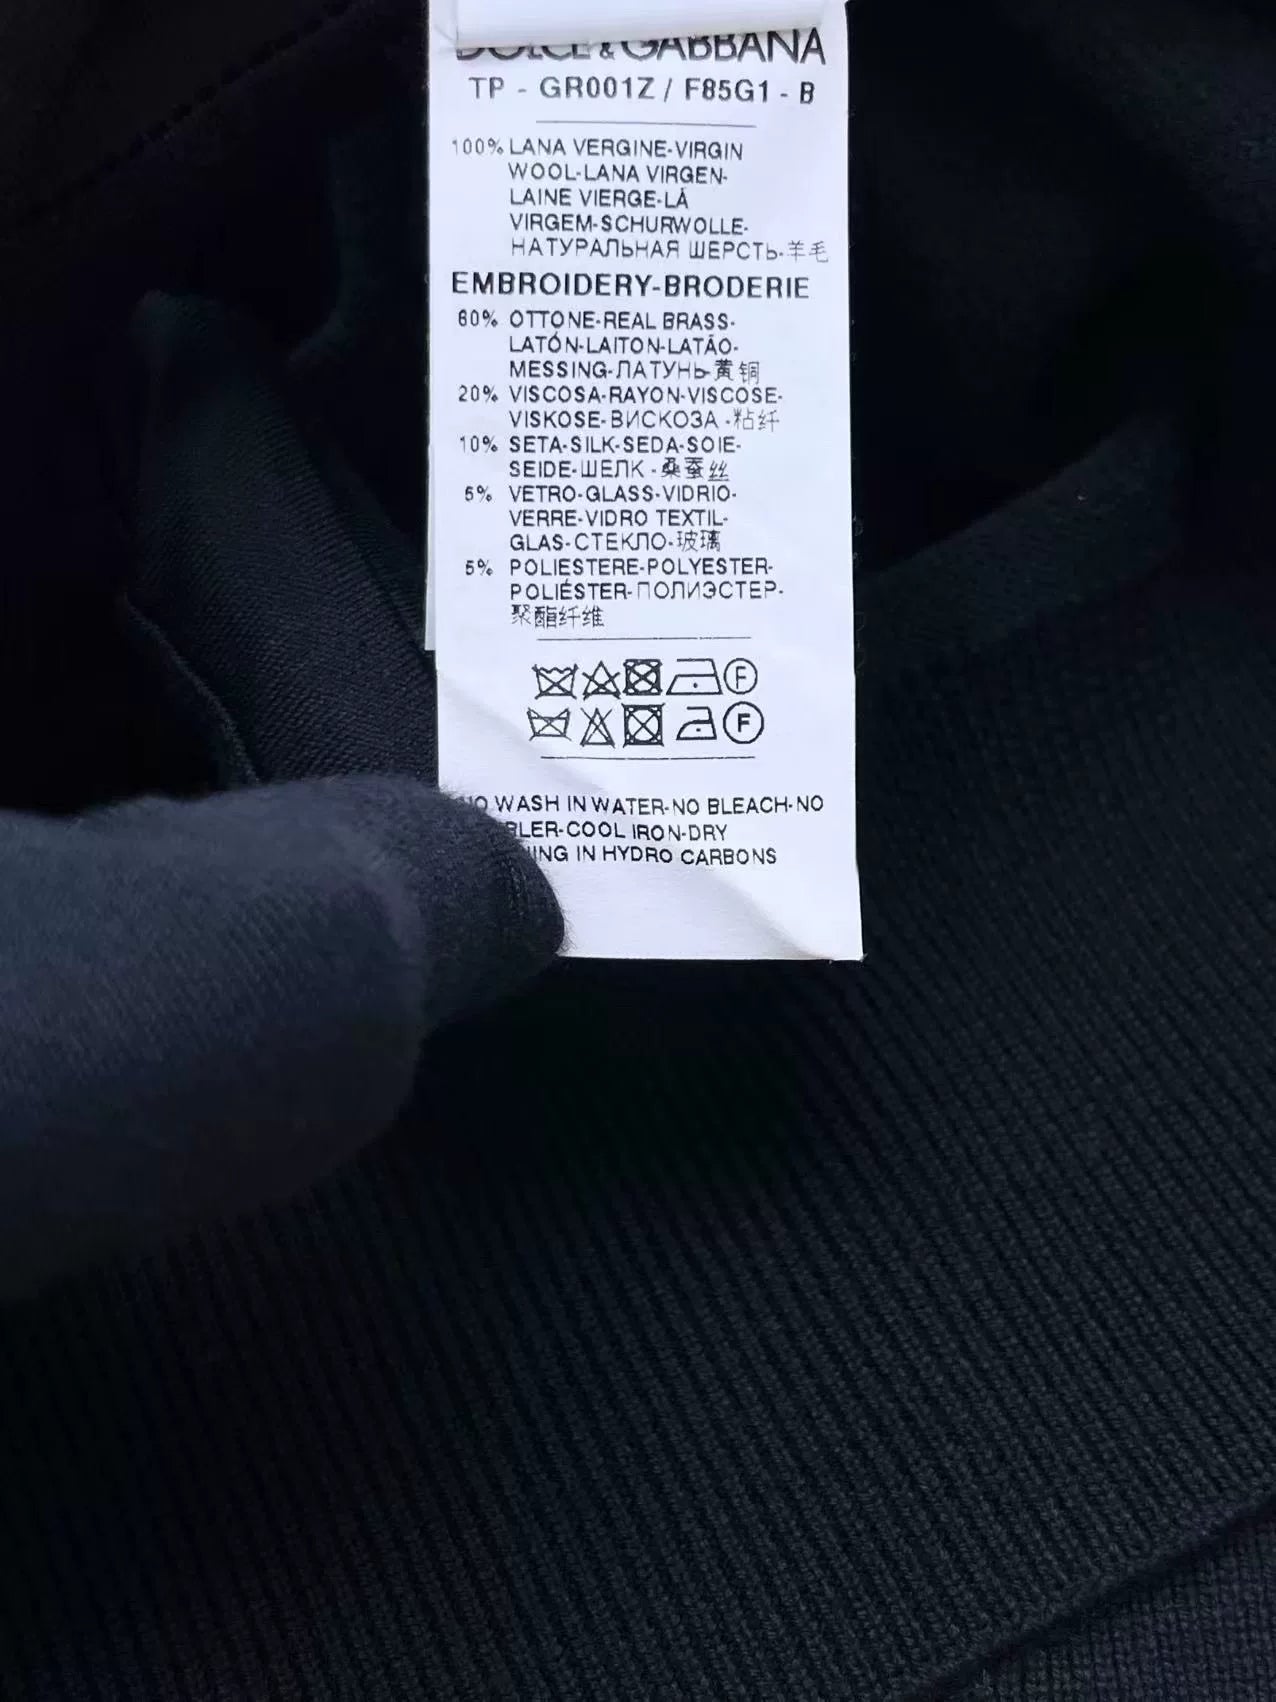 DOLCE & GABBANA
TP - GR001Z / F85G1 - B
100% LANA VERGINE-VIRGIN
WOOL-LANA VIRGEN-
LAINE VIERGE-LÁ
VIRGEM-SCHURWOLLE-
НАТУРАЛЬНАЯ ШЕРСТЬ-羊毛
EMBROIDERY-BRODERIE
60% OTTONE-REAL BRASS-
LATÓN-LAITON-LATÃO-
MESSING-ЛАТУНЬ-黄铜
20% VISCOSA-RAYON-VISCOSE-
VISKOSE-ВИСКОЗА-粘纤
10% SETA-SILK-SEDA-SOIE-
SEIDE-ШЕЛК-桑蚕丝
5% VETRO-GLASS-VIDRIO-
VERRE-VIDRO TEXTIL-
GLAS-СТЕКЛО-玻璃
5% POLIESTERE-POLYESTER-
POLIÉSTER-ПОЛИЭСТЕР-
聚酯纤维
F
F
NO WASH IN WATER-NO BLEACH-NO
BLER-COOL IRON-DRY
ING IN HYDRO CARBONS